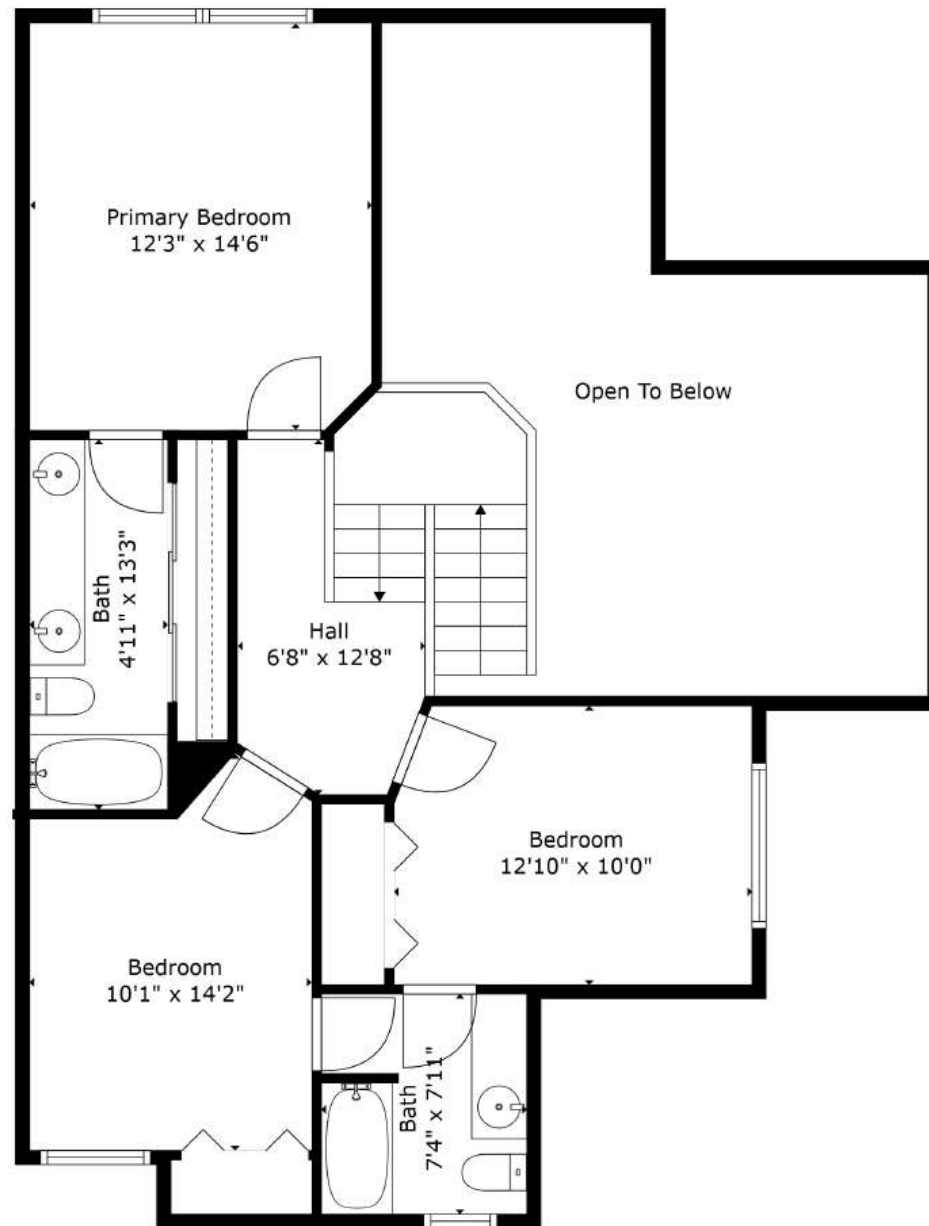 Primary Bedroom
12'3" x 14'6"
Open To Below
Bath
4'11" x 13'3"
Hall
6'8" x 12'8"
Bedroom
12'10" x 10'0"
Bedroom
10'1" x 14'2"
Bath
7'4" x 7'11"